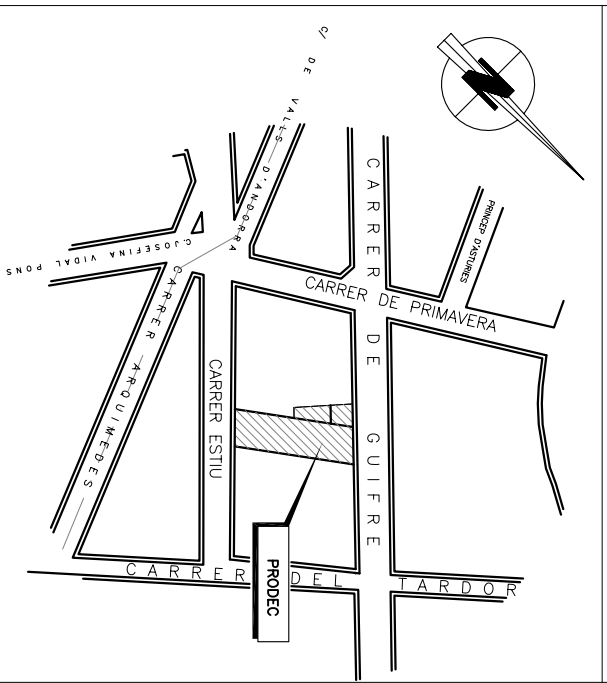 C/ DE VALLS D'ANDORRA
N
CARRER DE GUIFRE
PRINCEP D'ASTURIES
C. JOSEFINA VIDAL PONS
CARRER DE PRIMAVERA
CARRER ARQUIMEDES
CARRER ESTIU
PRODEC
CARRER DEL TARDOR